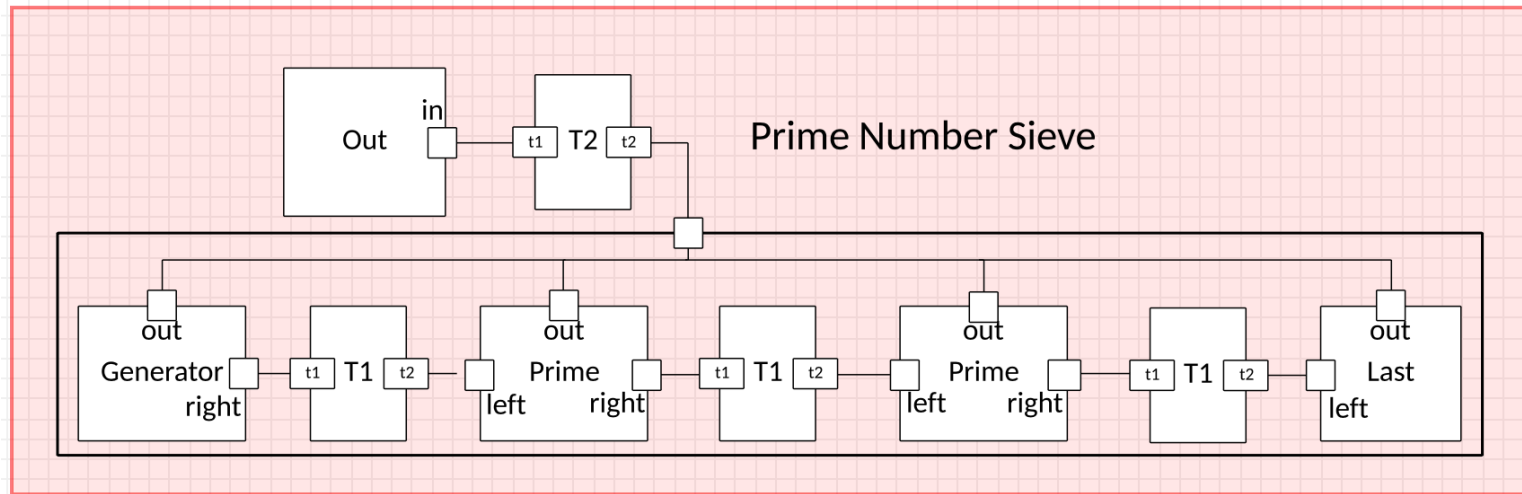 in
Out
t1
T2
t2
Prime Number Sieve
out
out
out
out
Generator
t1
T1
t2
Prime
t1
T1
t2
Prime
t1
T1
t2
Last
right
left
right
left
right
left